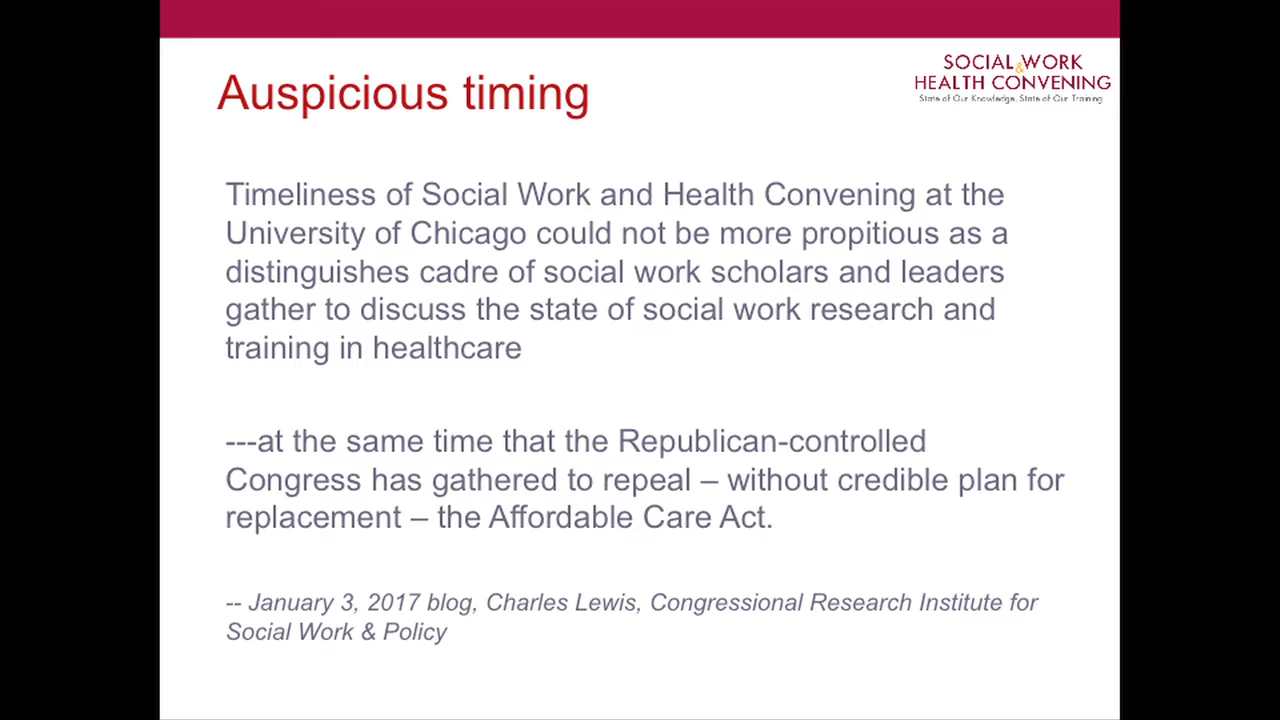 SOCIAL & WORK
HEALTH CONVENING
State of Our Knowledge, State of Our Training
Auspicious timing
Timeliness of Social Work and Health Convening at the
University of Chicago could not be more propitious as a
distinguishes cadre of social work scholars and leaders
gather to discuss the state of social work research and
training in healthcare
---at the same time that the Republican-controlled
Congress has gathered to repeal – without credible plan for
replacement – the Affordable Care Act.
-- January 3, 2017 blog, Charles Lewis, Congressional Research Institute for
Social Work & Policy